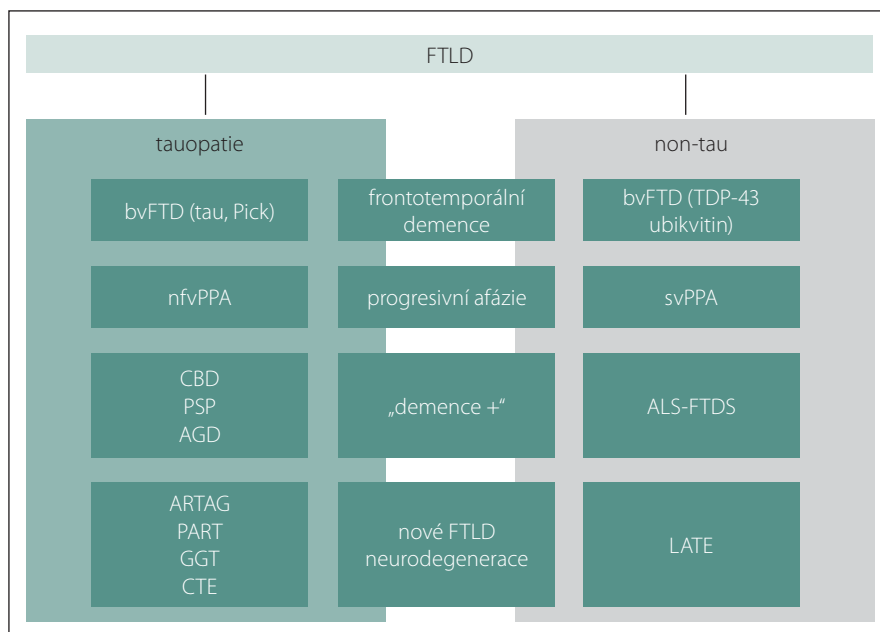 FTLD
tauopatie
non-tau
bvFTD (tau, Pick)
frontotemporální
demence
bvFTD (TDP-43
ubikvitin)
nfvPPA
progresivní afázie
svPPA
CBD
PSP
AGD
„demence +“
ALS-FTDS
ARTAG
PART
GGT
CTE
nové FTLD
neurodegenerace
LATE